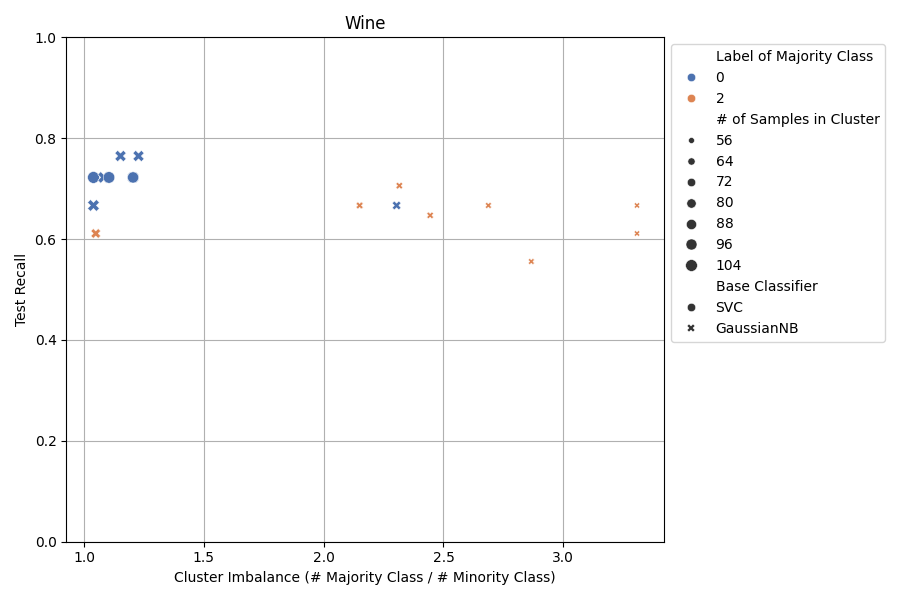 Wine
1.0
0.8
0.6
0.4
0.2
0.0
Test Recall
1.0
1.5
2.0
2.5
3.0
Cluster Imbalance (# Majority Class / # Minority Class)
Label of Majority Class
0
2
# of Samples in Cluster
56
64
72
80
88
96
104
Base Classifier
SVC
GaussianNB